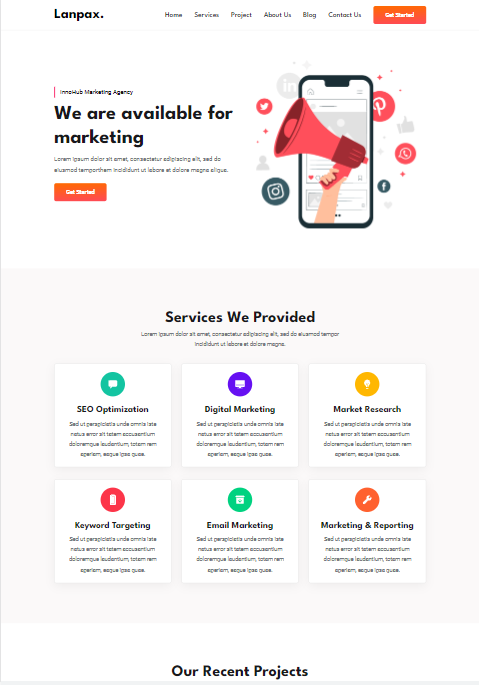 Lanpax.
Home Services Project About Us Blog Contact Us Get Started
InnoHub Marketing Agency
We are available for
marketing
Lorem ipsum dolor sit amet, consectetur adipiscing elit, sed do
eiusmod temporthem incididunt ut labore et dolore magna aliqua.
Get Started
Services We Provided
Lorem ipsum dolor sit amet, consectetur adipiscing elit, sed do eiusmod tempor
incididunt ut labore et dolore magna.
SEO Optimization
Sed ut perspiciatis unde omnis iste
natus error sit totam accusantium
doloremque laudantium, totam rem
aperiam, eaque ipsa quae.
Digital Marketing
Sed ut perspiciatis unde omnis iste
natus error sit totam accusantium
doloremque laudantium, totam rem
aperiam, eaque ipsa quae.
Market Research
Sed ut perspiciatis unde omnis iste
natus error sit totam accusantium
doloremque laudantium, totam rem
aperiam, eaque ipsa quae.
Keyword Targeting
Sed ut perspiciatis unde omnis iste
natus error sit totam accusantium
doloremque laudantium, totam rem
aperiam, eaque ipsa quae.
Email Marketing
Sed ut perspiciatis unde omnis iste
natus error sit totam accusantium
doloremque laudantium, totam rem
aperiam, eaque ipsa quae.
Marketing & Reporting
Sed ut perspiciatis unde omnis iste
natus error sit totam accusantium
doloremque laudantium, totam rem
aperiam, eaque ipsa quae.
Our Recent Projects